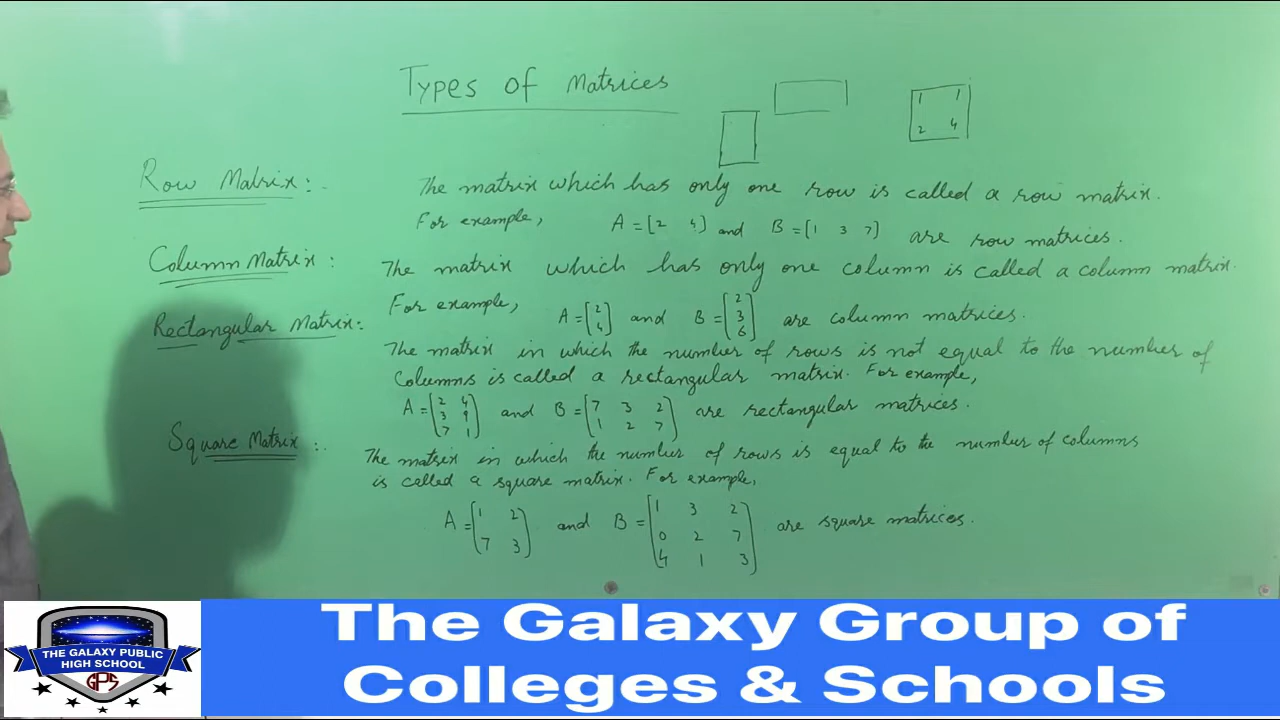 Types of Matrices
1 1
2 4
Row Matrix:-
The matrix which has only one row is called a row matrix.
For example, A = [2 4] and B = [1 3 7] are row matrices.
Column Matrix:
The matrix which has only one column is called a column matrix.
For example, A = [2 and B = [2 are column matrices.
4] 3
6]
Rectangular Matrix:
The matrix in which the number of rows is not equal to the number of
Columns is called a rectangular matrix. For example,
A = [2 4 and B = [7 3 2 are rectangular matrices.
3 9 1 2 7]
7 1]
Square Matrix:-
The matrix in which the number of rows is equal to the number of columns
is called a square matrix. For example,
A = [1 2 and B = [1 3 2 are square matrices.
7 3] 0 2 7
4 1 3]
THE GALAXY PUBLIC
HIGH SCHOOL
GPS
The Galaxy Group of
Colleges & Schools